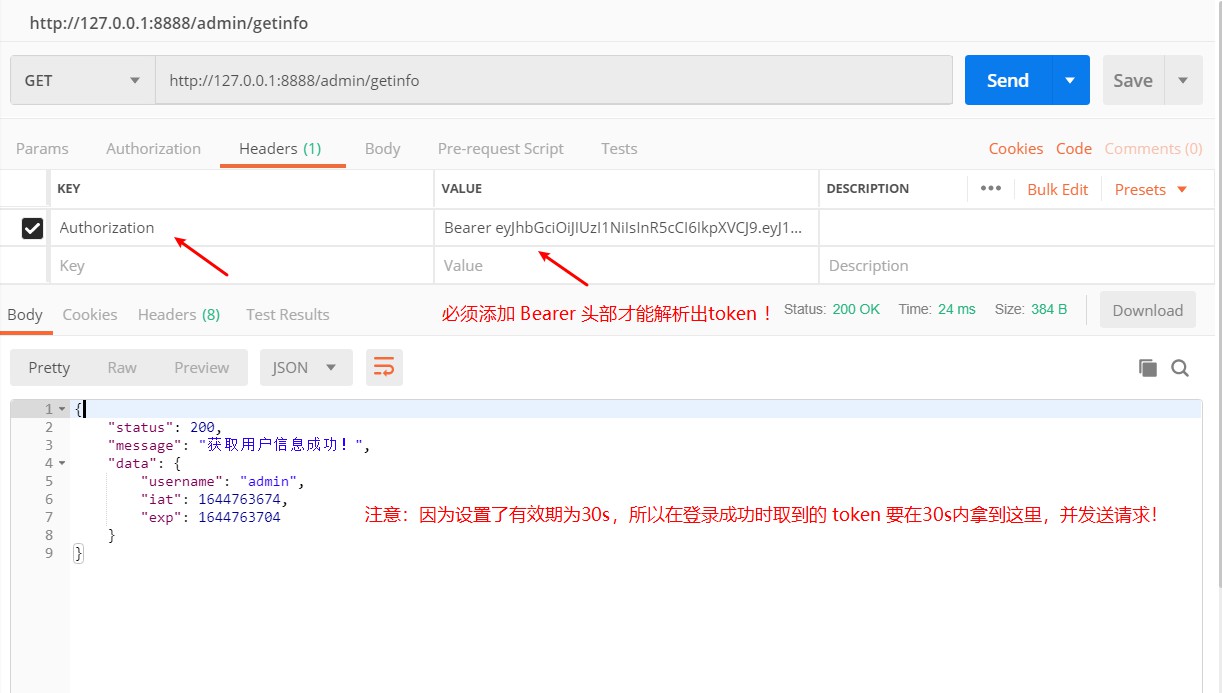 http://127.0.0.1:8888/admin/getinfo
GET http://127.0.0.1:8888/admin/getinfo Send Save
Params Authorization Headers (1) Body Pre-request Script Tests Cookies Code Comments (0)
KEY VALUE DESCRIPTION ••• Bulk Edit Presets
Authorization Bearer eyJhbGciOiJIUzI1NiIsInR5cCI6IkpXVCJ9.eyJ1...
Key Value Description
Body Cookies Headers (8) Test Results 必须添加 Bearer 头部才能解析出token！ Status: 200 OK Time: 24 ms Size: 384 B Download
Pretty Raw Preview JSON
1 {
2 "status": 200,
3 "message": "获取用户信息成功！",
4 "data": {
5 "username": "admin",
6 "iat": 1644763674,
7 "exp": 1644763704 注意：因为设置了有效期为30s，所以在登录成功时取到的 token 要在30s内拿到这里，并发送请求！
8 }
9 }